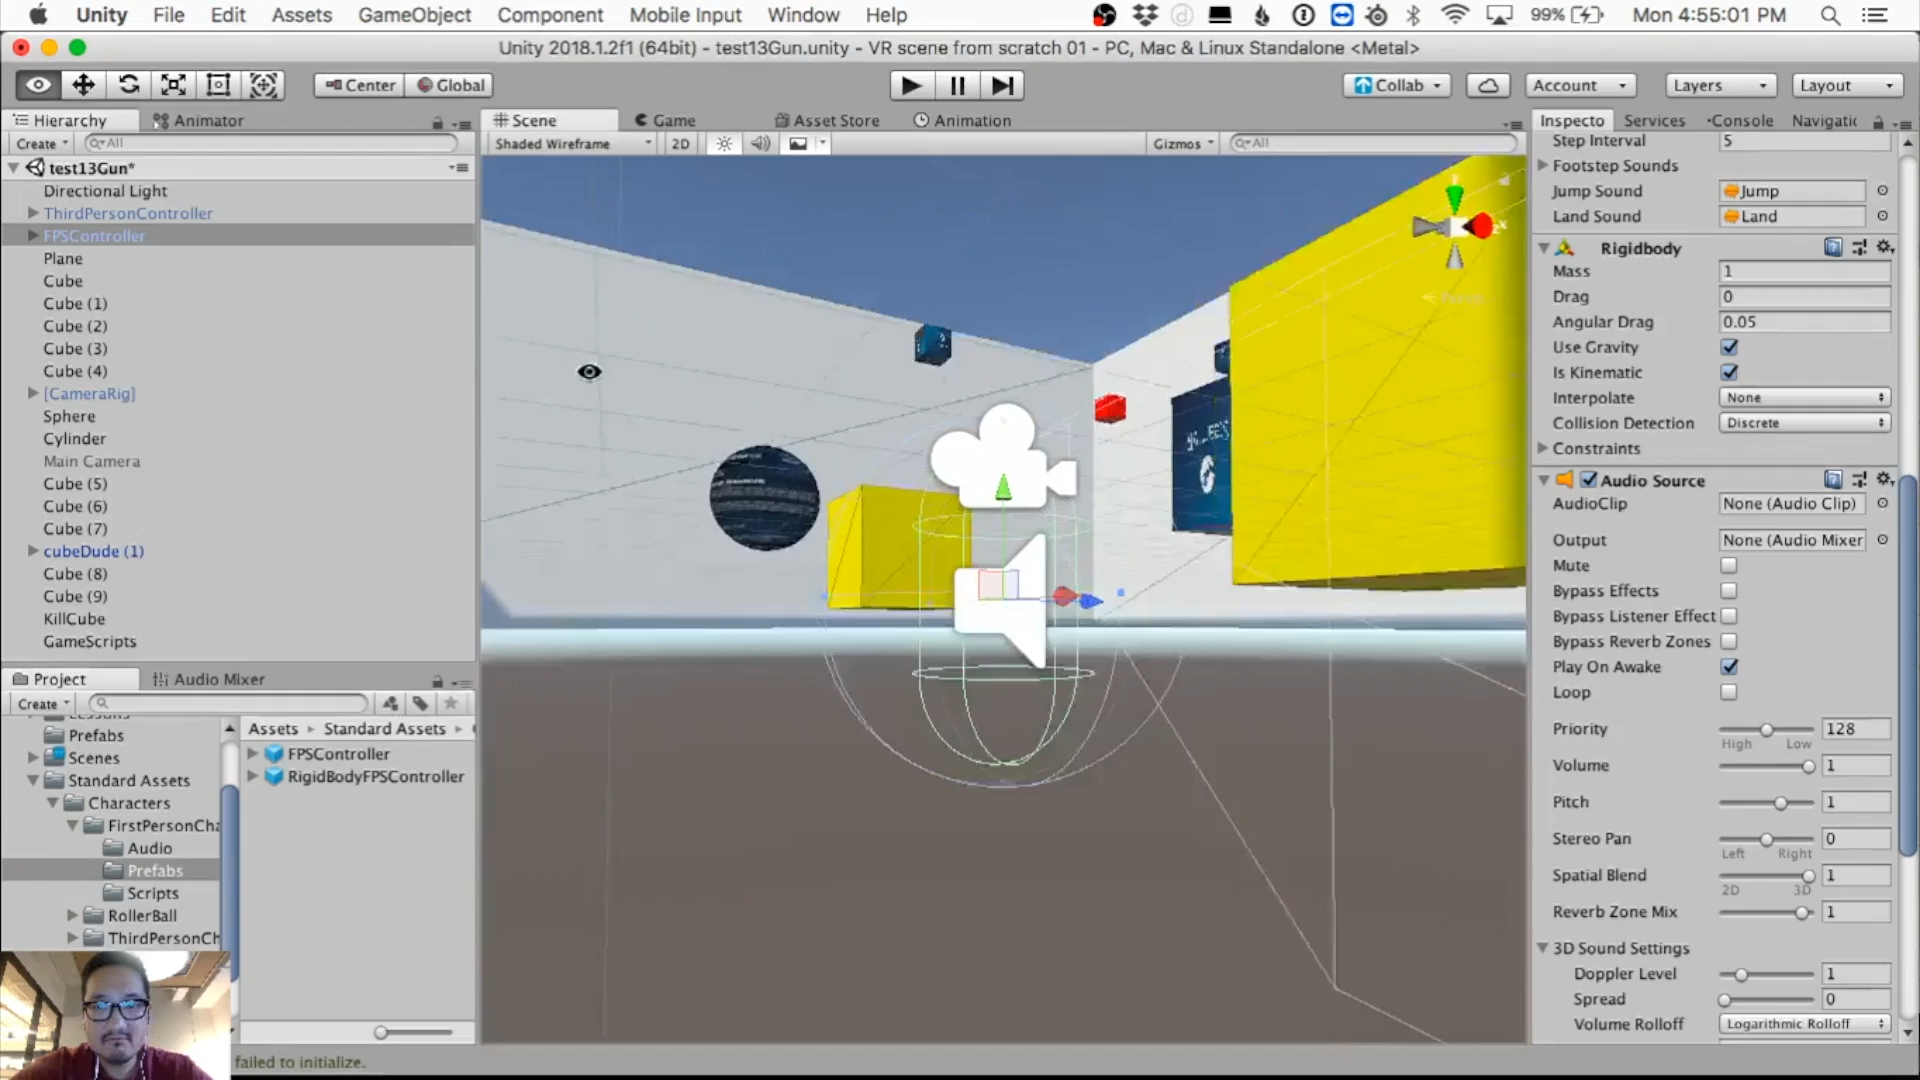 Unity File Edit Assets GameObject Component Mobile Input Window Help 99% Mon 4:55:01 PM
Unity 2018.1.2f1 (64bit) - test13Gun.unity - VR scene from scratch 01 - PC, Mac & Linux Standalone <Metal>
Center Global Collab Account Layers Layout
Hierarchy Animator
Create All
test13Gun*
Directional Light
ThirdPersonController
FPSController
Plane
Cube
Cube (1)
Cube (2)
Cube (3)
Cube (4)
[CameraRig]
Sphere
Cylinder
Main Camera
Cube (5)
Cube (6)
Cube (7)
cubeDude (1)
Cube (8)
Cube (9)
KillCube
GameScripts
Scene Game Asset Store Animation
Shaded Wireframe 2D Gizmos All
x
Project Audio Mixer
Create
Prefabs
Scenes
Standard Assets
Characters
FirstPersonCha
Audio
Prefabs
Scripts
RollerBall
ThirdPersonCh
Assets Standard Assets
FPSController
RigidBodyFPSController
failed to initialize.
Inspecto Services Console Navigatic
Step Interval 5
Footstep Sounds
Jump Sound Jump
Land Sound Land
Rigidbody
Mass 1
Drag 0
Angular Drag 0.05
Use Gravity
Is Kinematic
Interpolate None
Collision Detection Discrete
Constraints
Audio Source
AudioClip None (Audio Clip)
Output None (Audio Mixer
Mute
Bypass Effects
Bypass Listener Effect
Bypass Reverb Zones
Play On Awake
Loop
Priority 128
High Low
Volume 1
Pitch 1
Stereo Pan 0
Left Right
Spatial Blend 1
2D 3D
Reverb Zone Mix 1
3D Sound Settings
Doppler Level 1
Spread 0
Volume Rolloff Logarithmic Rolloff